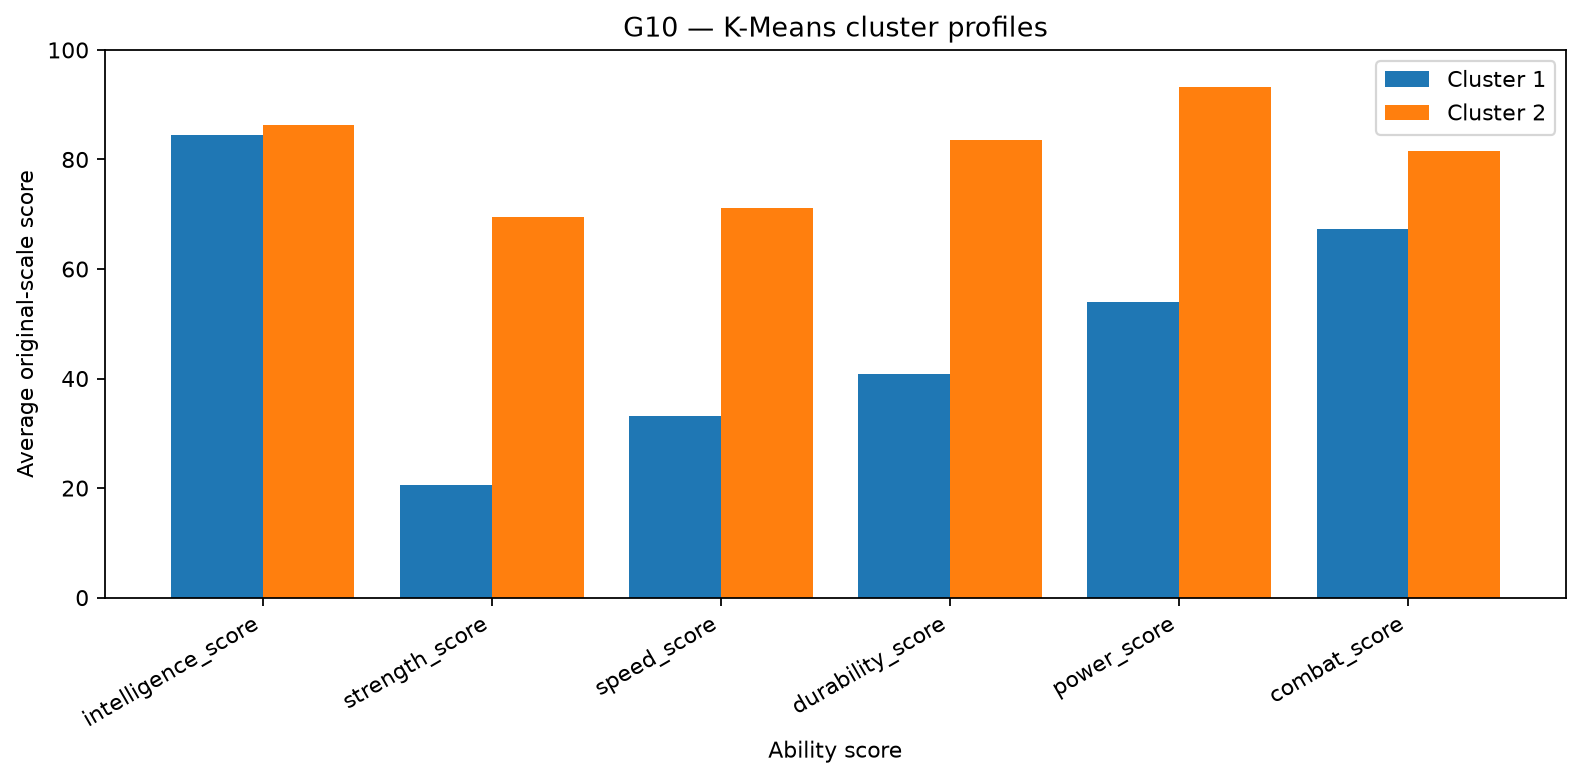 G10 — K-Means cluster profiles
Cluster 1
Cluster 2
Average original-scale score
100
80
60
40
20
0
intelligence_score
strength_score
speed_score
durability_score
power_score
combat_score
Ability score